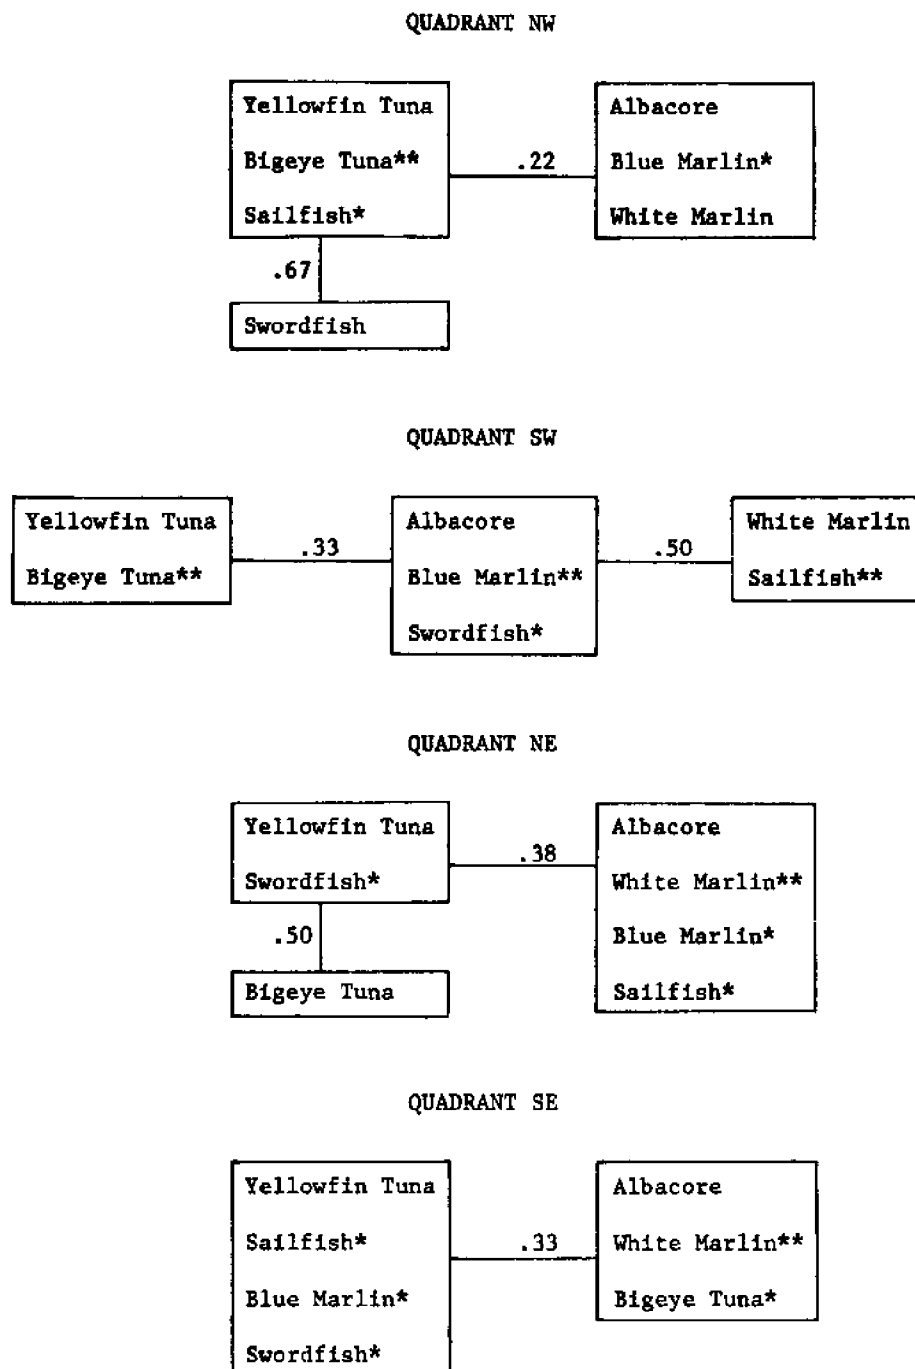 QUADRANT NW
Yellowfin Tuna
Bigeye Tuna**
Sailfish*
.22
Albacore
Blue Marlin*
White Marlin
.67
Swordfish
QUADRANT SW
Yellowfin Tuna
Bigeye Tuna**
.33
Albacore
Blue Marlin**
Swordfish*
.50
White Marlin
Sailfish**
QUADRANT NE
Yellowfin Tuna
Swordfish*
.38
Albacore
White Marlin**
Blue Marlin*
Sailfish*
.50
Bigeye Tuna
QUADRANT SE
Yellowfin Tuna
Sailfish*
Blue Marlin*
Swordfish*
.33
Albacore
White Marlin**
Bigeye Tuna*